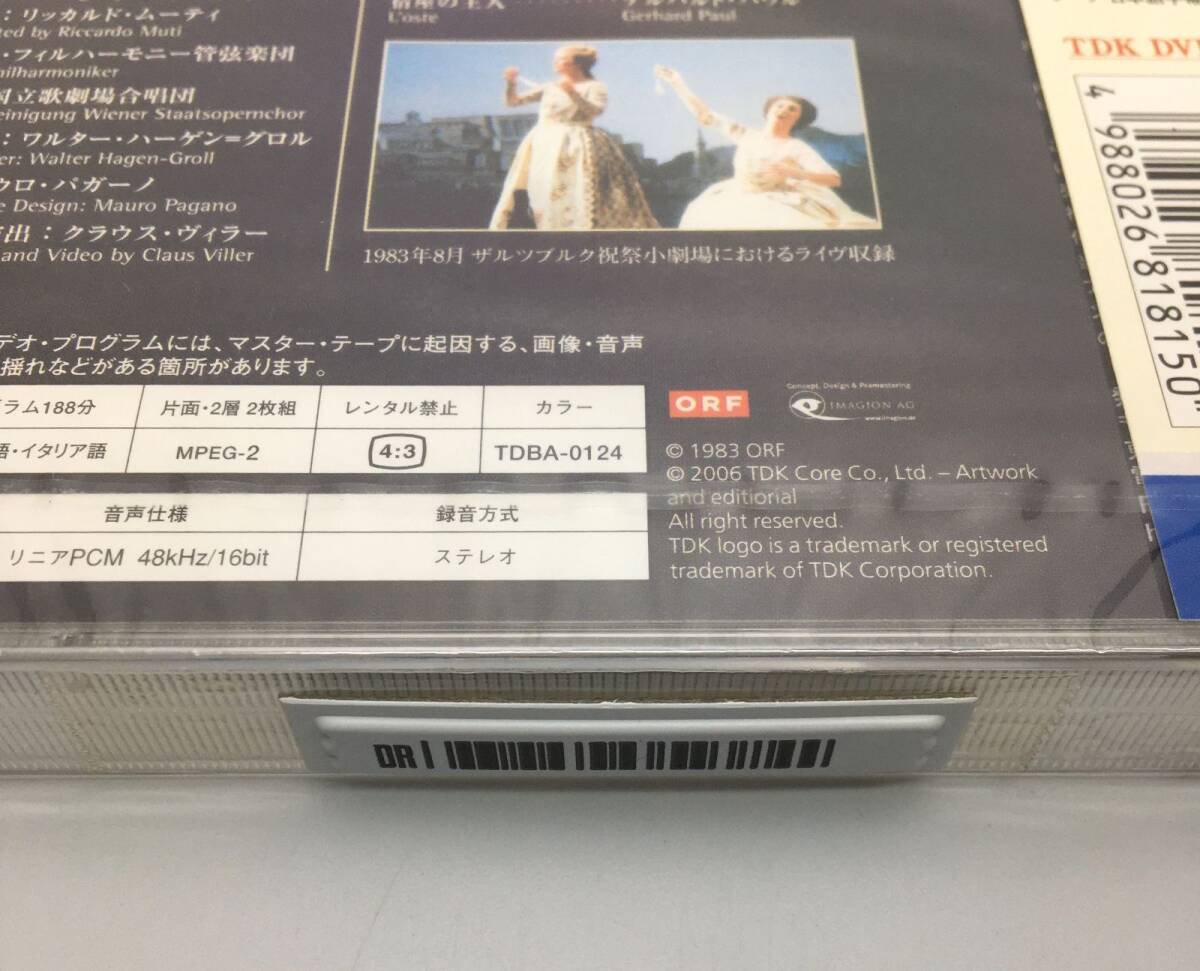 ：リッカルド・ムーティ
ted by Riccardo Muti
・フィルハーモニー管弦楽団
hilharmoniker
国立歌劇場合唱団
einigung Wiener Staatsopernchor
：ワルター・ハーゲン＝グロル
er: Walter Hagen-Groll
ウロ・パガーノ
e Design: Mauro Pagano
出：クラウス・ヴィラー
and Video by Claus Viller
宿屋の主人
L'oste
Gerhard Paul
1983年8月 ザルツブルク祝祭小劇場におけるライヴ収録
デオ・プログラムには、マスター・テープに起因する、画像・音声
揺れなどがある箇所があります。
ラム188分
片面・2層 2枚組
レンタル禁止
カラー
語・イタリア語
MPEG-2
4:3
TDBA-0124
音声仕様
録音方式
リニアPCM 48kHz/16bit
ステレオ
ORF
Concept, Design & Premastering
IMAGION AG
www.imagion.de
© 1983 ORF
© 2006 TDK Core Co., Ltd. – Artwork
and editiorial
All right reserved.
TDK logo is a trademark or registered
trademark of TDK Corporation.
TDK DV
4 988026 818150
DR